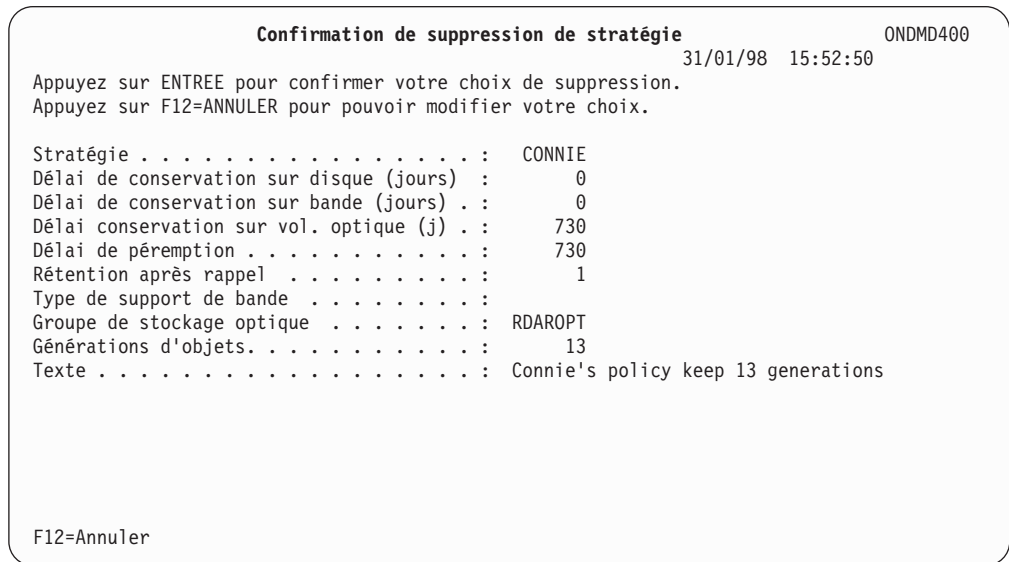 Confirmation de suppression de stratégie ONDMD400
31/01/98 15:52:50
Appuyez sur ENTREE pour confirmer votre choix de suppression.
Appuyez sur F12=ANNULER pour pouvoir modifier votre choix.
Stratégie . . . . . . . . . . . . . . . . : CONNIE
Délai de conservation sur disque (jours) : 0
Délai de conservation sur bande (jours) . : 0
Délai conservation sur vol. optique (j) . : 730
Délai de péremption . . . . . . . . . . . : 730
Rétention après rappel . . . . . . . . . : 1
Type de support de bande . . . . . . . . :
Groupe de stockage optique . . . . . . . : RDAROPT
Générations d'objets. . . . . . . . . . . : 13
Texte . . . . . . . . . . . . . . . . . . : Connie's policy keep 13 generations
F12=Annuler